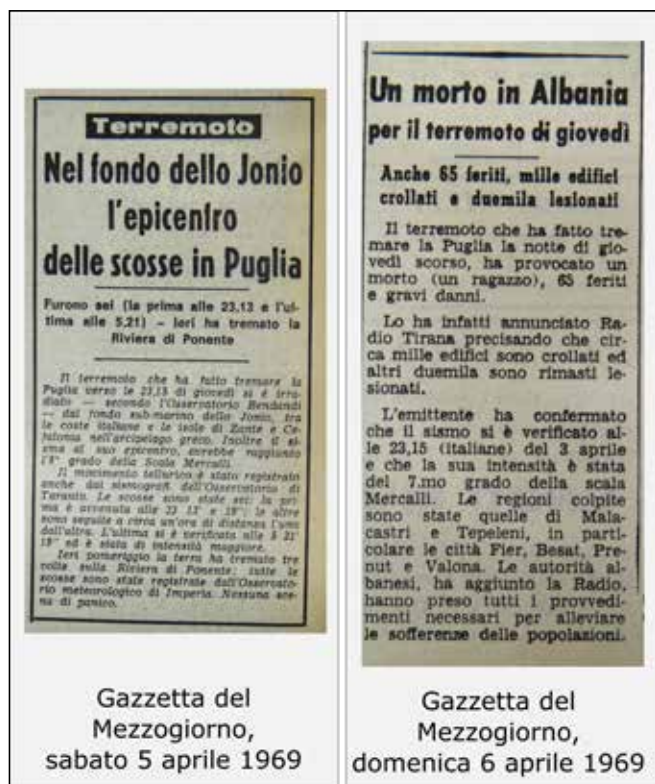 Terremoto
Nel fondo dello Jonio
l'epicentro
delle scosse in Puglia
Furono sei (la prima alle 23,13 e l'ul-
tima alle 5,21) - Ieri ha tremato la
Riviera di Ponente
Il terremoto che ha fatto tremare la
Puglia verso le 23,15 di giovedì si è irra-
diato — secondo l'Osservatorio Bendandi
— dal fondo sub-marino dello Jonio, tra
le coste italiane e le isole di Zante e Ce-
falonia nell'arcipelago greco. Inoltre il si-
sma al suo epicentro, avrebbe raggiunto
l'8° grado della Scala Mercalli.
Il movimento tellurico è stato registrato
anche dai sismografi dell'Osservatorio di
Taranto. Le scosse sono state sei: la pri-
ma è avvenuta alle 23 13' e 19"; le altre
sono seguite a circa un'ora di distanza l'una
dall'altra. L'ultima si è verificata alle 5 21'
19" ed è stata di intensità maggiore.
Ieri pomeriggio la terra ha tremato tre
volte sulla Riviera di Ponente: tutte le
scosse sono state registrate dall'Osservato-
rio meteorologico di Imperia. Nessuna sce-
na di panico.
Gazzetta del
Mezzogiorno,
sabato 5 aprile 1969
Un morto in Albania
per il terremoto di giovedì
Anche 65 feriti, mille edifici
crollati e duemila lesionati
Il terremoto che ha fatto tre-
mare la Puglia la notte di gio-
vedì scorso, ha provocato un
morto (un ragazzo), 65 feriti
e gravi danni.
Lo ha infatti annunciato Ra-
dio Tirana precisando che cir-
ca mille edifici sono crollati ed
altri duemila sono rimasti le-
sionati.
L'emittente ha confermato
che il sismo si è verificato al-
le 23,15 (italiane) del 3 aprile
e che la sua intensità è stata
del 7.mo grado della scala
Mercalli. Le regioni colpite
sono state quelle di Mala-
castri e Tepeleni, in parti-
colare le città Fier, Besat, Pre-
nut e Valona. Le autorità al-
banesi, ha aggiunto la Radio,
hanno preso tutti i provvedi-
menti necessari per alleviare
le sofferenze delle popolazioni.
Gazzetta del
Mezzogiorno,
domenica 6 aprile 1969